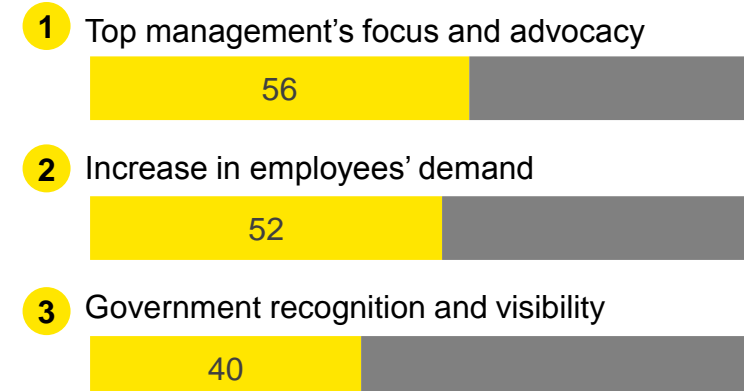 1 Top management’s focus and advocacy
56
2 Increase in employees’ demand
52
3 Government recognition and visibility
40